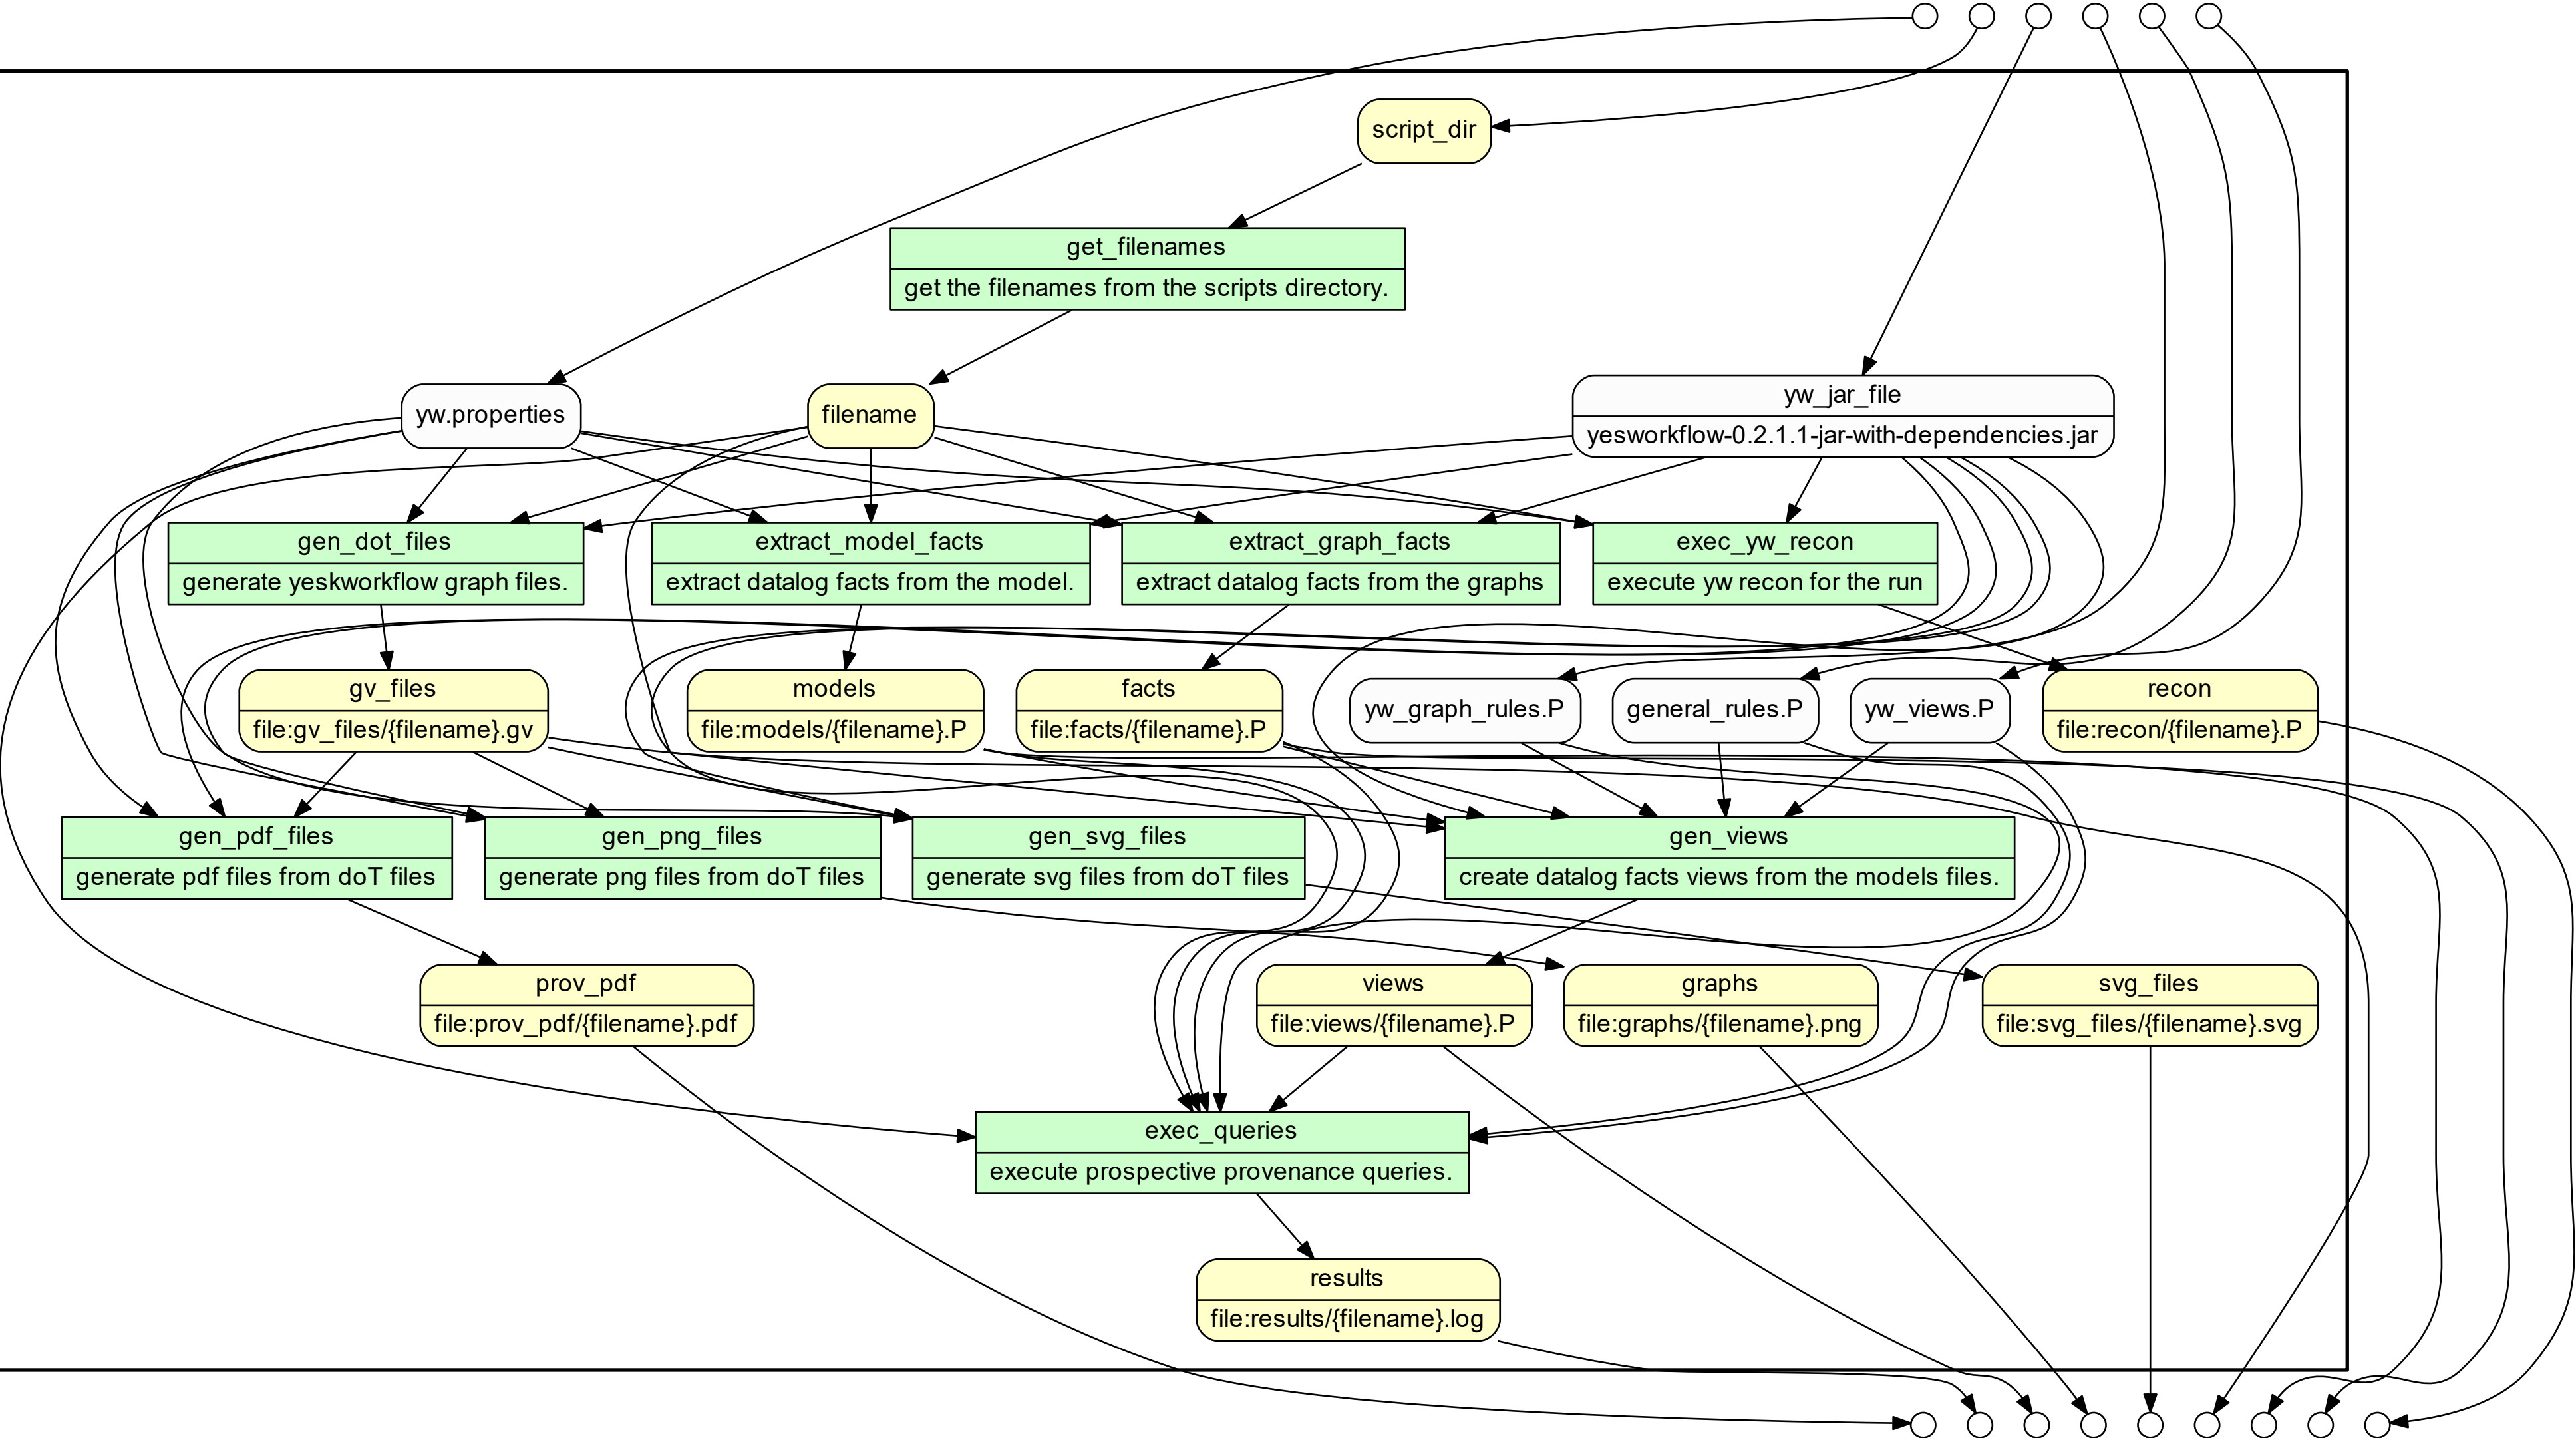 script_dir
get_filenames
get the filenames from the scripts directory.
yw.properties
filename
yw_jar_file
yesworkflow-0.2.1.1-jar-with-dependencies.jar
gen_dot_files
generate yeskworkflow graph files.
extract_model_facts
extract datalog facts from the model.
extract_graph_facts
extract datalog facts from the graphs
exec_yw_recon
execute yw recon for the run
gv_files
file:gv_files/{filename}.gv
models
file:models/{filename}.P
facts
file:facts/{filename}.P
yw_graph_rules.P
general_rules.P
yw_views.P
recon
file:recon/{filename}.P
gen_pdf_files
generate pdf files from doT files
gen_png_files
generate png files from doT files
gen_svg_files
generate svg files from doT files
gen_views
create datalog facts views from the models files.
prov_pdf
file:prov_pdf/{filename}.pdf
views
file:views/{filename}.P
graphs
file:graphs/{filename}.png
svg_files
file:svg_files/{filename}.svg
exec_queries
execute prospective provenance queries.
results
file:results/{filename}.log